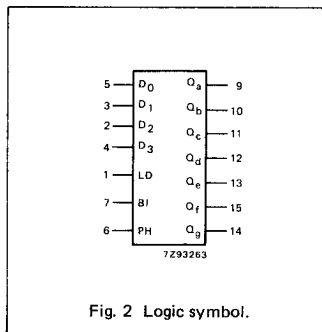 5 D0 Qa 9
3 D1 Qb 10
2 D2 Qc 11
4 D3 Qd 12
1 LD Qe 13
7 BI Qf 15
6 PH Qg 14
7Z93263
Fig. 2 Logic symbol.